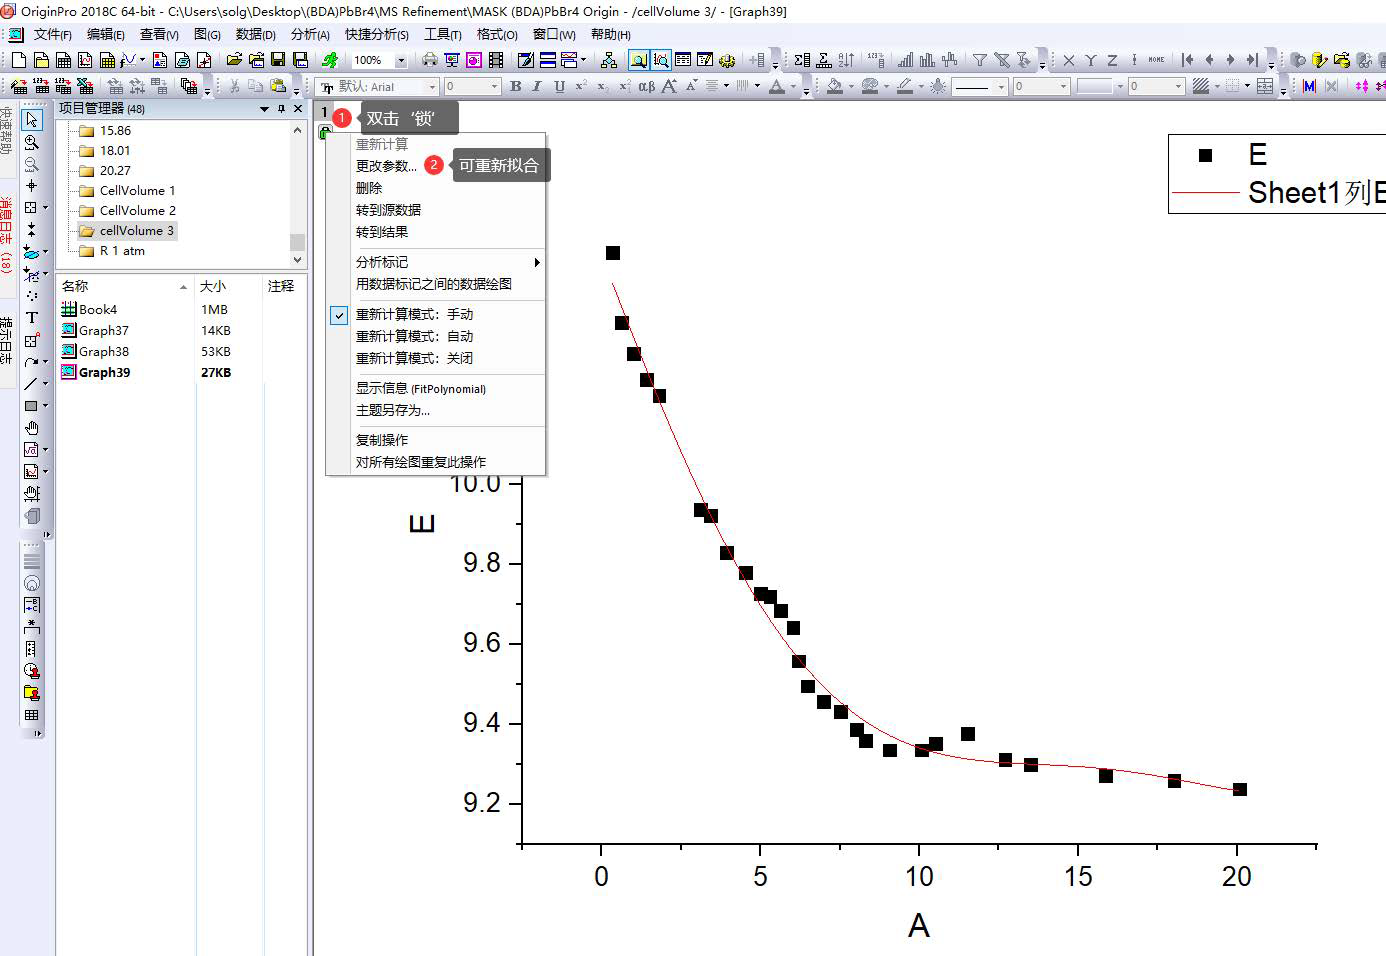 OriginPro 2018C 64-bit - C:\Users\solg\Desktop\(BDA)PbBr4\MS Refinement\MASK (BDA)PbBr4 Origin - /cellVolume 3/ - [Graph39]
文件(F) 编辑(E) 查看(V) 图(G) 数据(D) 分析(A) 快捷分析(S) 工具(T) 格式(O) 窗口(W) 帮助(H)
100%
默认: Arial 0 B I U αβ A A 0 0
项目管理器 (48)
快速帮助
消息日志 (18)
提示日志
15.86
18.01
20.27
CellVolume 1
CellVolume 2
cellVolume 3
R 1 atm
名称 大小 注释
Book4 1MB
Graph37 14KB
Graph38 53KB
Graph39 27KB
1
1 双击‘锁’
重新计算
更改参数... 2 可重新拟合
删除
转到源数据
转到结果
分析标记
用数据标记之间的数据绘图
重新计算模式：手动
重新计算模式：自动
重新计算模式：关闭
显示信息 (FitPolynomial)
主题另存为...
复制操作
对所有绘图重复此操作
E
Sheet1列E
10.0
9.8
9.6
9.4
9.2
E
0 5 10 15 20
A